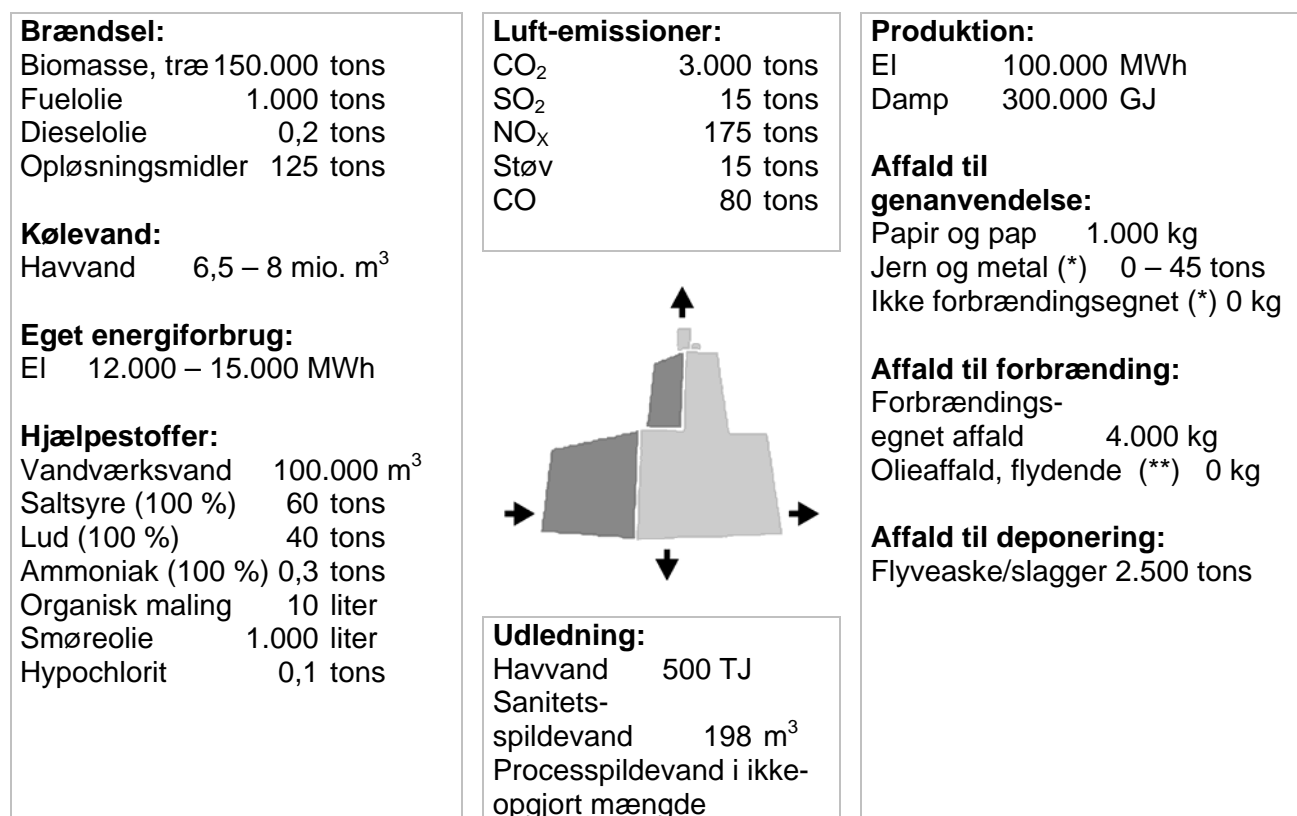 Brændsel:
Biomasse, træ 150.000 tons
Fuelolie 1.000 tons
Dieselolie 0,2 tons
Opløsningsmidler 125 tons
Kølevand:
Havvand 6,5 – 8 mio. m³
Eget energiforbrug:
El 12.000 – 15.000 MWh
Hjælpestoffer:
Vandværksvand 100.000 m³
Saltsyre (100 %) 60 tons
Lud (100 %) 40 tons
Ammoniak (100 %) 0,3 tons
Organisk maling 10 liter
Smøreolie 1.000 liter
Hypochlorit 0,1 tons
Luft-emissioner:
CO₂ 3.000 tons
SO₂ 15 tons
NOₓ 175 tons
Støv 15 tons
CO 80 tons
Udledning:
Havvand 500 TJ
Sanitets-
spildevand 198 m³
Processpildevand i ikke-
opgjort mængde
Produktion:
El 100.000 MWh
Damp 300.000 GJ
Affald til
genanvendelse:
Papir og pap 1.000 kg
Jern og metal (*) 0 – 45 tons
Ikke forbrændingsegnet (*) 0 kg
Affald til forbrænding:
Forbrændings-
egnet affald 4.000 kg
Olieaffald, flydende (**) 0 kg
Affald til deponering:
Flyveaske/slagger 2.500 tons